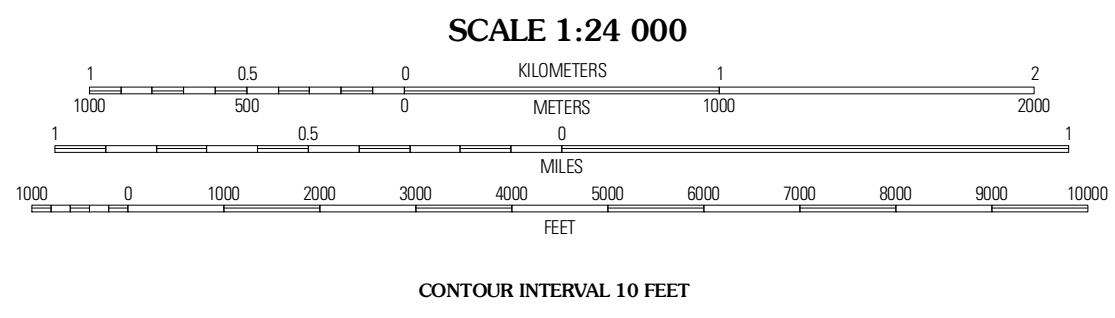 SCALE 1:24 000
1 0.5 0 KILOMETERS 1 2
1000 500 0 METERS 1000 2000
1 0.5 0 1
MILES
1000 0 1000 2000 3000 4000 5000 6000 7000 8000 9000 10000
FEET
CONTOUR INTERVAL 10 FEET